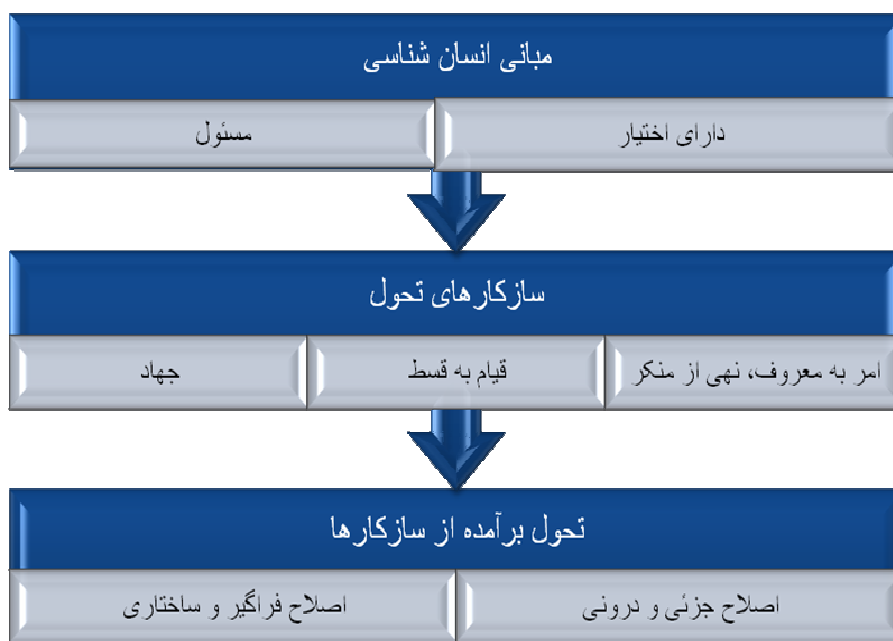 مبانی انسان شناسی
دارای اختیار
مسئول
سازکارهای تحول
امر به معروف، نهی از منکر
قیام به قسط
جهاد
تحول برآمده از سازکارها
اصلاح جزئی و درونی
اصلاح فراگیر و ساختاری